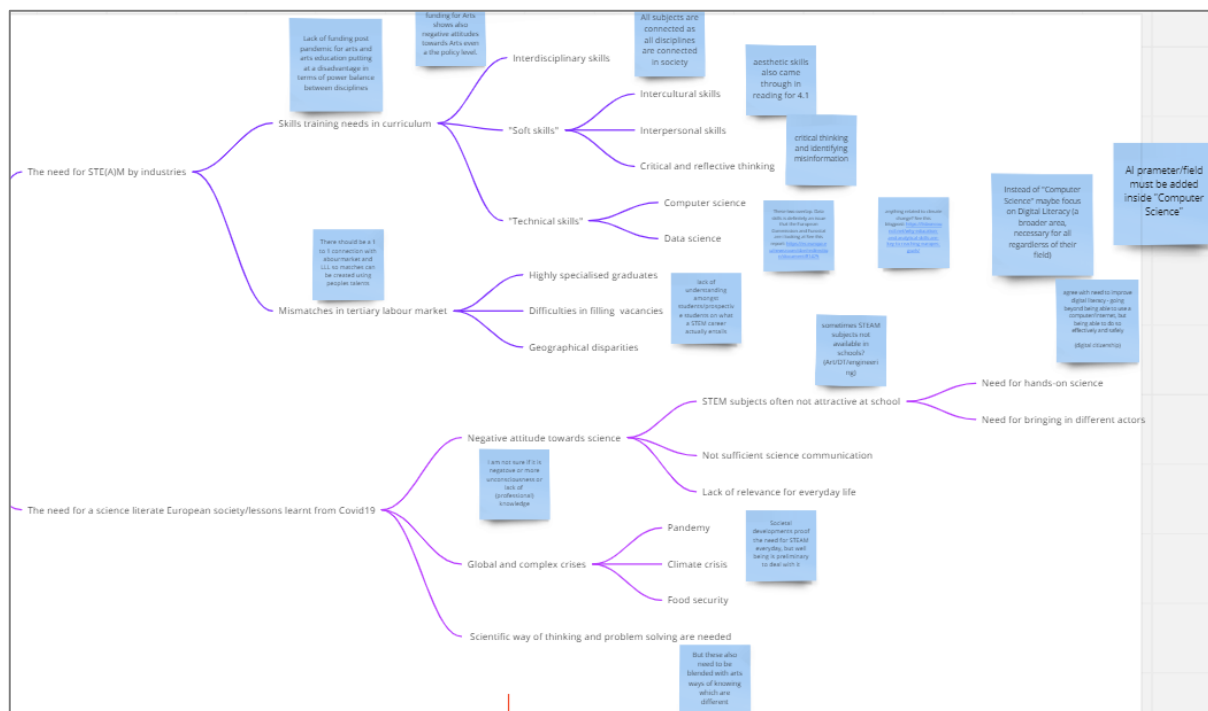 funding for Arts
shows also
negative attitudes
towards Arts even
a the policy level.
Lack of funding post
pandemic for arts and
arts education putting
at a disadvantage in
terms of power balance
between disciplines
All subjects are
connected as
all disciplines
are connected
in society
aesthetic skills
also came
through in
reading for 4.1
critical thinking
and identifying
misinformation
Interdisciplinary skills
Intercultural skills
Skills training needs in curriculum
"Soft skills"
Interpersonal skills
Critical and reflective thinking
The need for STE(A)M by industries
"Technical skills"
Computer science
Data science
AI prameter/field
must be added
inside "Computer
Science"
Instead of "Computer
Science" maybe focus
on Digital Literacy (a
broader area,
necessary for all
regardlerss of their
field)
agree with need to improve
digital literacy - going
beyond being able to use a
computer/internet, but
being able to do so
effectively and safely
(digital citizenship)
There should be a 1
to 1 connection with
labourmarket and
LLL so matches can
be created using
peoples talents
Mismatches in tertiary labour market
Highly specialised graduates
Difficulties in filling vacancies
Geographical disparities
lack of
understanding
amongst
students/prospectiv
e students on what
a STEM career
actually
sometimes STEAM
subjects not
available in
schools?
(Art/DT/engineeri
ng)
STEM subjects often not attractive at school
Need for hands-on science
Need for bringing in different actors
Negative attitude towards science
Not sufficient science communication
Lack of relevance for everyday life
I am not sure if it is
negative or more
unconsciousness or
lack of
(professional)
knowledge
The need for a science literate European society/lessons learnt from Covid19
Global and complex crises
Pandemy
Climate crisis
Food security
Societal
developments proof
the need for STEAM
everyday, but well
being is preliminary
to deal with it
Scientific way of thinking and problem solving are needed
But these also
need to be
blended with arts
ways of knowing
which are
different